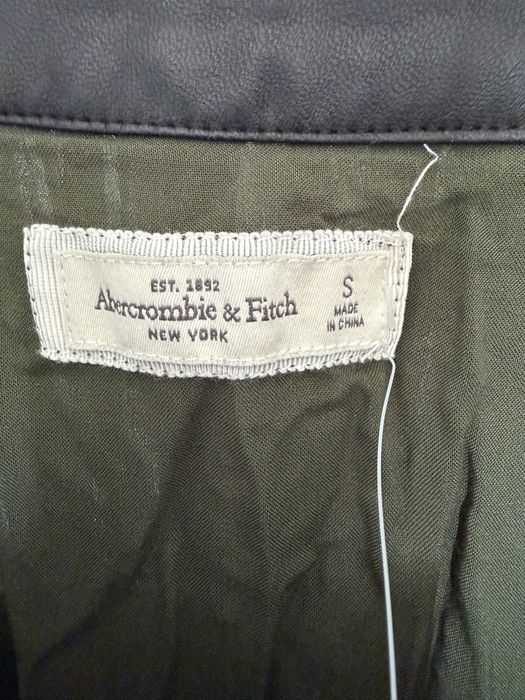 EST. 1892
Abercrombie & Fitch
NEW YORK
S
MADE
IN CHINA